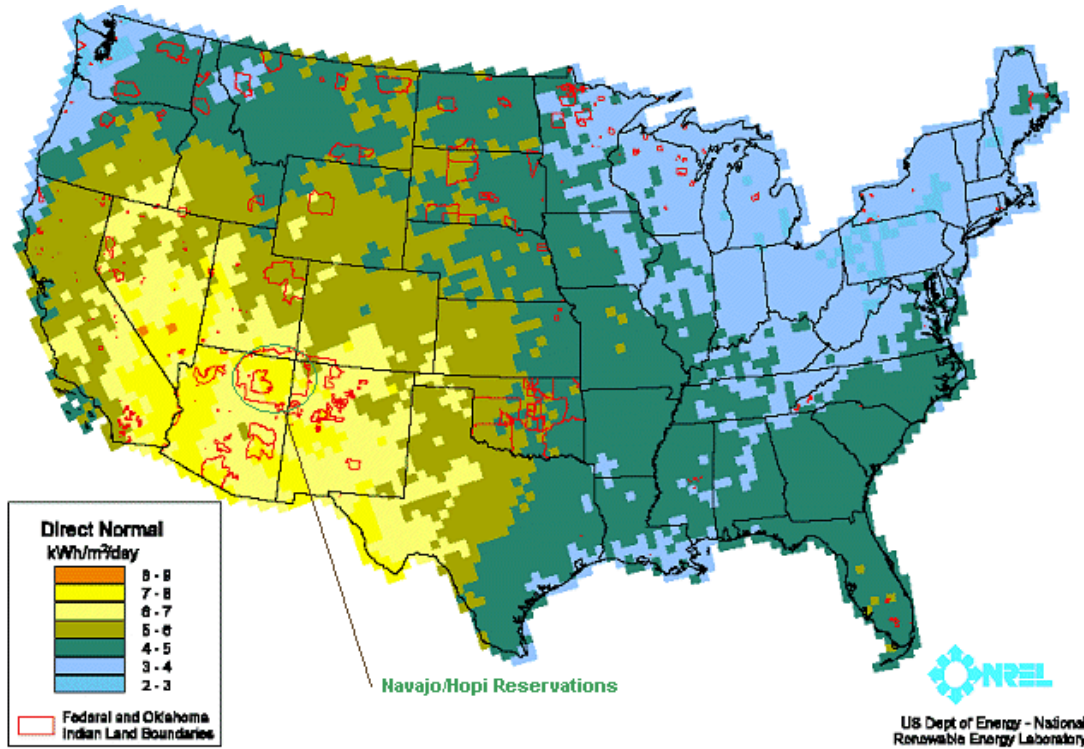 Direct Normal
kWh/m²/day
8 - 9
7 - 8
6 - 7
5 - 6
4 - 5
3 - 4
2 - 3
Federal and Oklahoma
Indian Land Boundaries
Navajo/Hopi Reservations
NREL
US Dept of Energy - National
Renewable Energy Laboratory